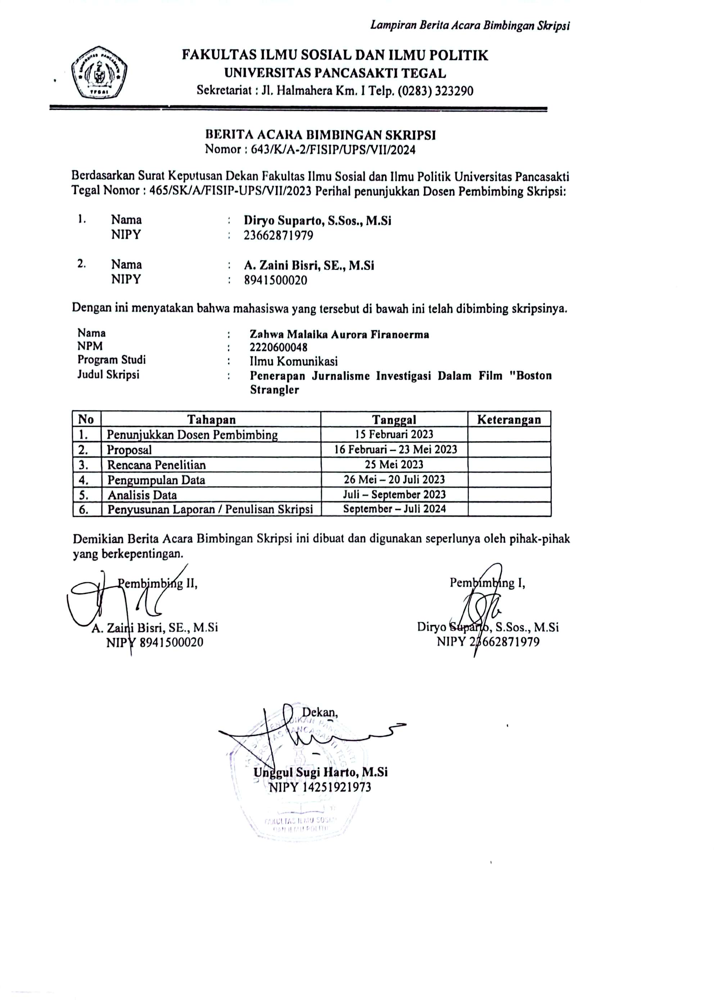 Lampiran Berita Acara Bimbingan Skripsi
FAKULTAS ILMU SOSIAL DAN ILMU POLITIK
UNIVERSITAS PANCASAKTI TEGAL
Sekretariat : Jl. Halmahera Km. I Telp. (0283) 323290
BERITA ACARA BIMBINGAN SKRIPSI
Nomor : 643/K/A-2/FISIP/UPS/VII/2024
Berdasarkan Surat Keputusan Dekan Fakultas Ilmu Sosial dan Ilmu Politik Universitas Pancasakti
Tegal Nomor : 465/SK/A/FISIP-UPS/VII/2023 Perihal penunjukkan Dosen Pembimbing Skripsi:
1. Nama : Diryo Suparto, S.Sos., M.Si
NIPY : 23662871979
2. Nama : A. Zaini Bisri, SE., M.Si
NIPY : 8941500020
Dengan ini menyatakan bahwa mahasiswa yang tersebut di bawah ini telah dibimbing skripsinya.
Nama : Zahwa Malaika Aurora Firanoerma
NPM : 2220600048
Program Studi : Ilmu Komunikasi
Judul Skripsi : Penerapan Jurnalisme Investigasi Dalam Film "Boston
Strangler
No Tahapan Tanggal Keterangan
1. Penunjukkan Dosen Pembimbing 15 Februari 2023
2. Proposal 16 Februari – 23 Mei 2023
3. Rencana Penelitian 25 Mei 2023
4. Pengumpulan Data 26 Mei – 20 Juli 2023
5. Analisis Data Juli – September 2023
6. Penyusunan Laporan / Penulisan Skripsi September – Juli 2024
Demikian Berita Acara Bimbingan Skripsi ini dibuat dan digunakan seperlunya oleh pihak-pihak
yang berkepentingan.
Pembimbing II, Pembimbing I,
A. Zaini Bisri, SE., M.Si Diryo Suparto, S.Sos., M.Si
NIPY 8941500020 NIPY 23662871979
Dekan,
Unggul Sugi Harto, M.Si
NIPY 14251921973
FAKULTAS ILMU SOSIAL
DAN ILMU POLITIK